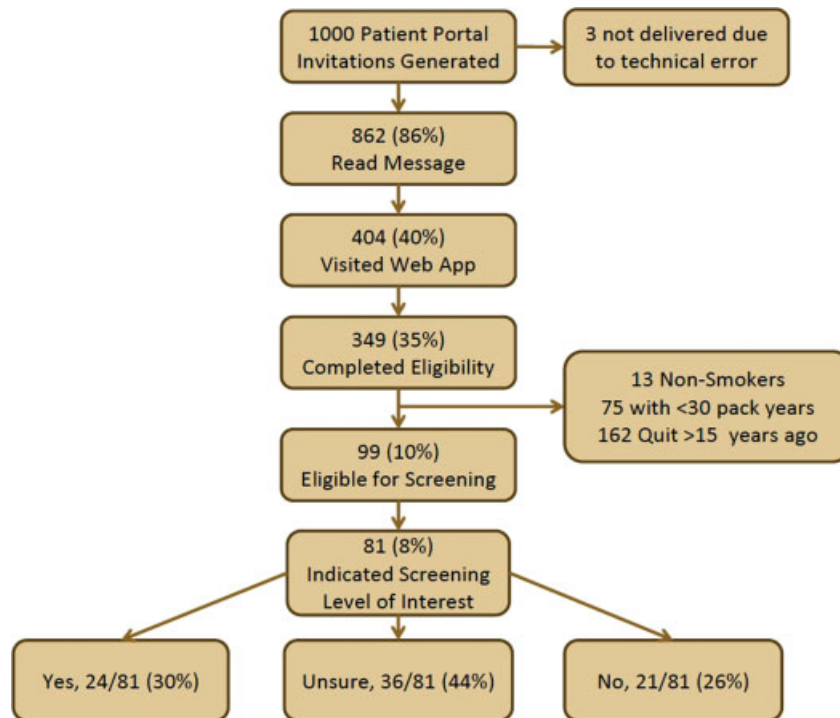 1000 Patient Portal
Invitations Generated
3 not delivered due
to technical error
862 (86%)
Read Message
404 (40%)
Visited Web App
349 (35%)
Completed Eligibility
13 Non-Smokers
75 with <30 pack years
162 Quit >15  years ago
99 (10%)
Eligible for Screening
81 (8%)
Indicated Screening
Level of Interest
Yes, 24/81 (30%)
Unsure, 36/81 (44%)
No, 21/81 (26%)